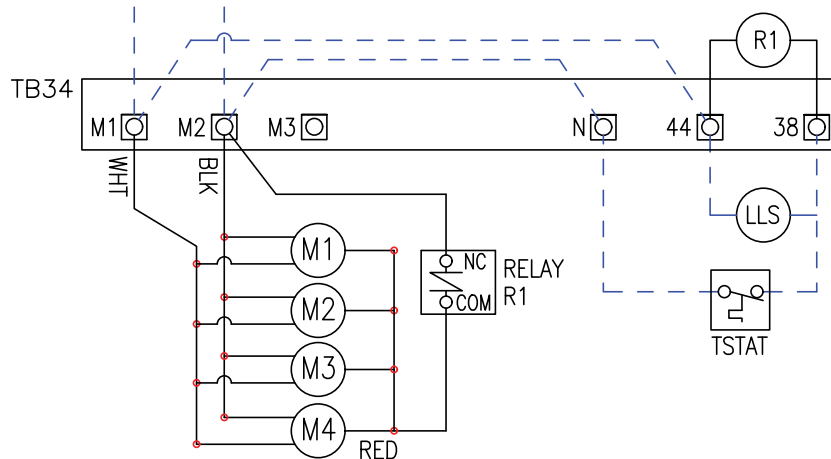 R1
TB34
M1
M2
M3
N
44
38
WHT
BLK
LLS
M1
NC
RELAY
R1
COM
M2
TSTAT
M3
M4
RED